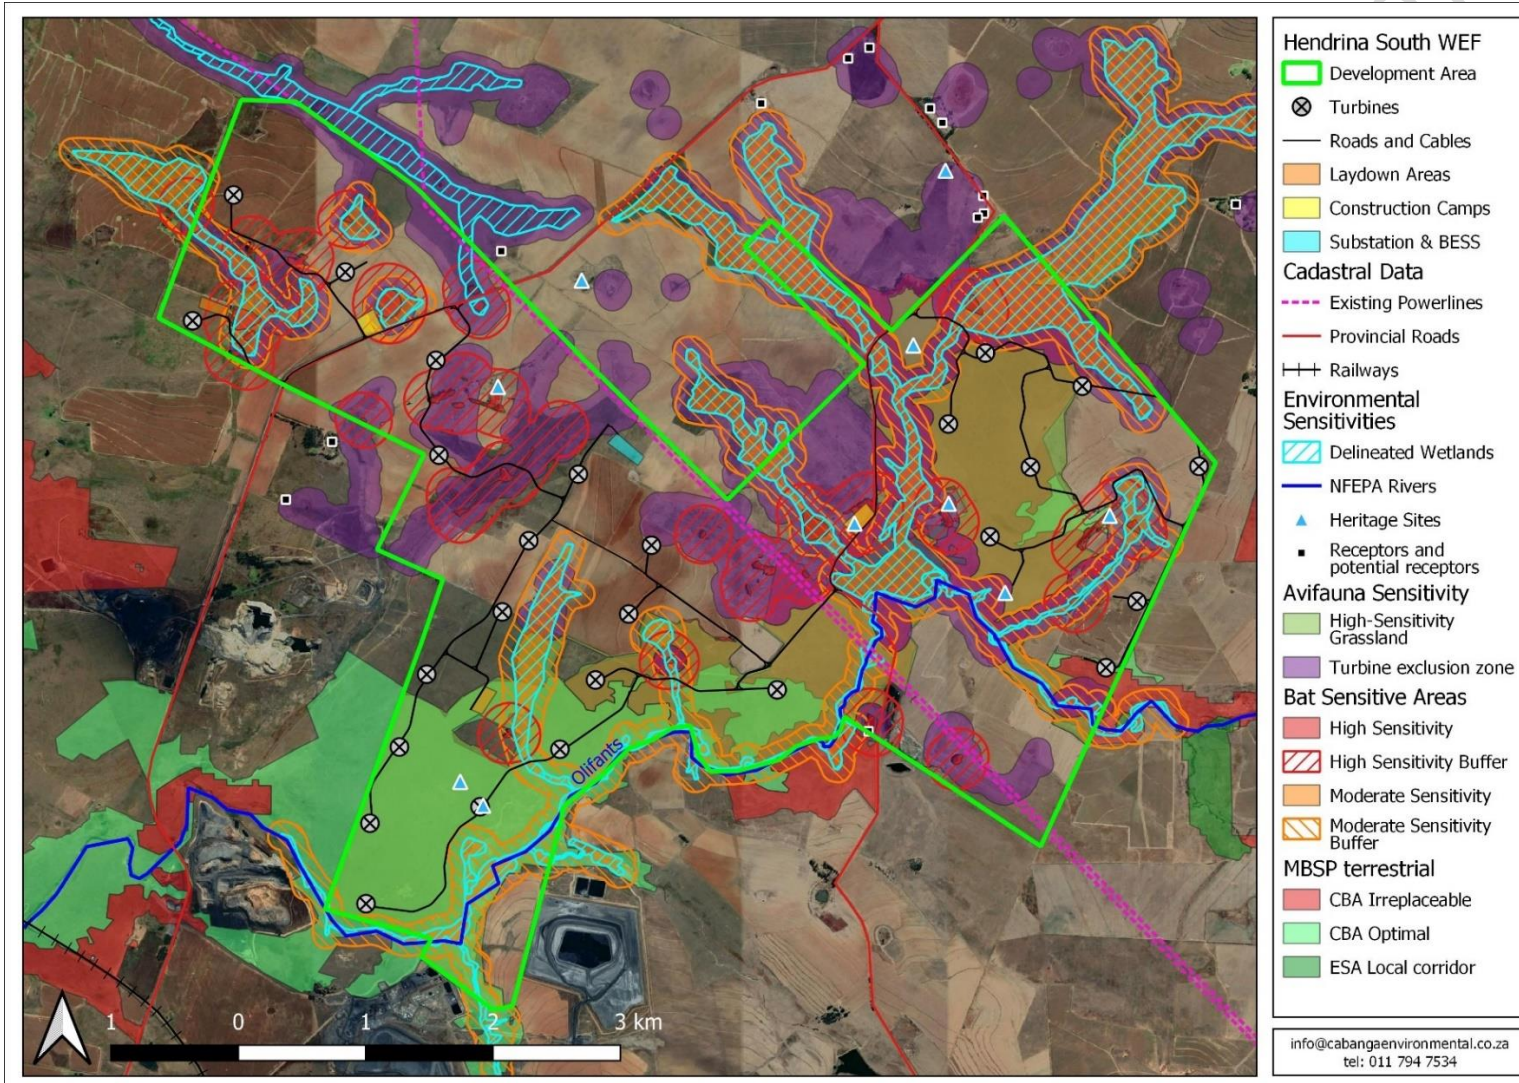 Olifants
1 0 1 2 3 km
Hendrina South WEF
Development Area
Turbines
Roads and Cables
Laydown Areas
Construction Camps
Substation & BESS
Cadastral Data
Existing Powerlines
Provincial Roads
Railways
Environmental
Sensitivities
Delineated Wetlands
NFEPA Rivers
Heritage Sites
Receptors and
potential receptors
Avifauna Sensitivity
High-Sensitivity
Grassland
Turbine exclusion zone
Bat Sensitive Areas
High Sensitivity
High Sensitivity Buffer
Moderate Sensitivity
Moderate Sensitivity
Buffer
MBSP terrestrial
CBA Irreplaceable
CBA Optimal
ESA Local corridor
info@cabangaenvironmental.co.za
tel: 011 794 7534